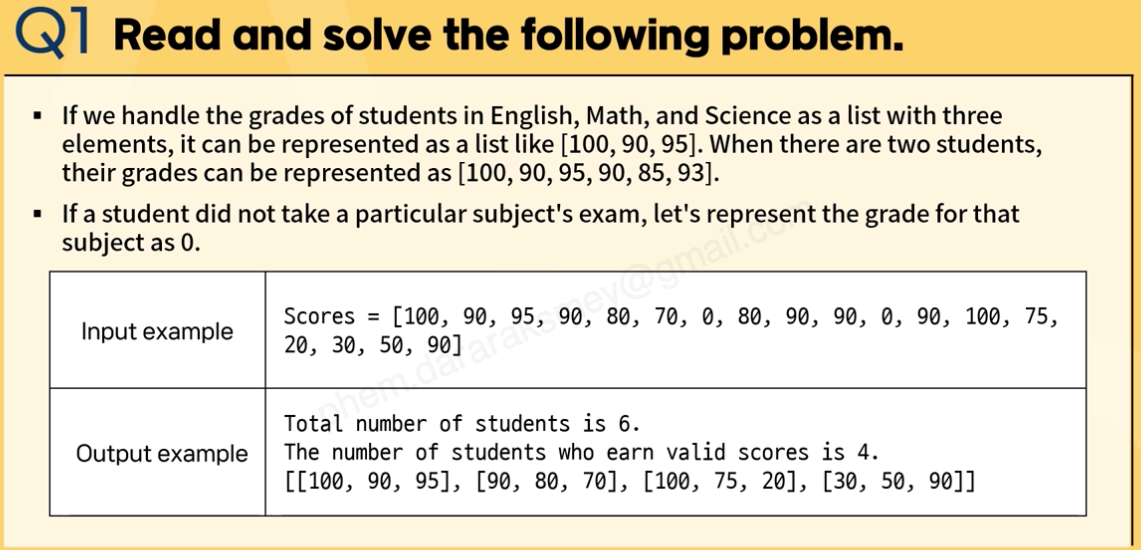 Q1 Read and solve the following problem.
▪ If we handle the grades of students in English, Math, and Science as a list with three
elements, it can be represented as a list like [100, 90, 95]. When there are two students,
their grades can be represented as [100, 90, 95, 90, 85, 93].
▪ If a student did not take a particular subject's exam, let's represent the grade for that
subject as 0.
Input example
Scores = [100, 90, 95, 90, 80, 70, 0, 80, 90, 90, 0, 90, 100, 75,
20, 30, 50, 90]
Output example
Total number of students is 6.
The number of students who earn valid scores is 4.
[[100, 90, 95], [90, 80, 70], [100, 75, 20], [30, 50, 90]]
phem.dararaksmey@gmail.com